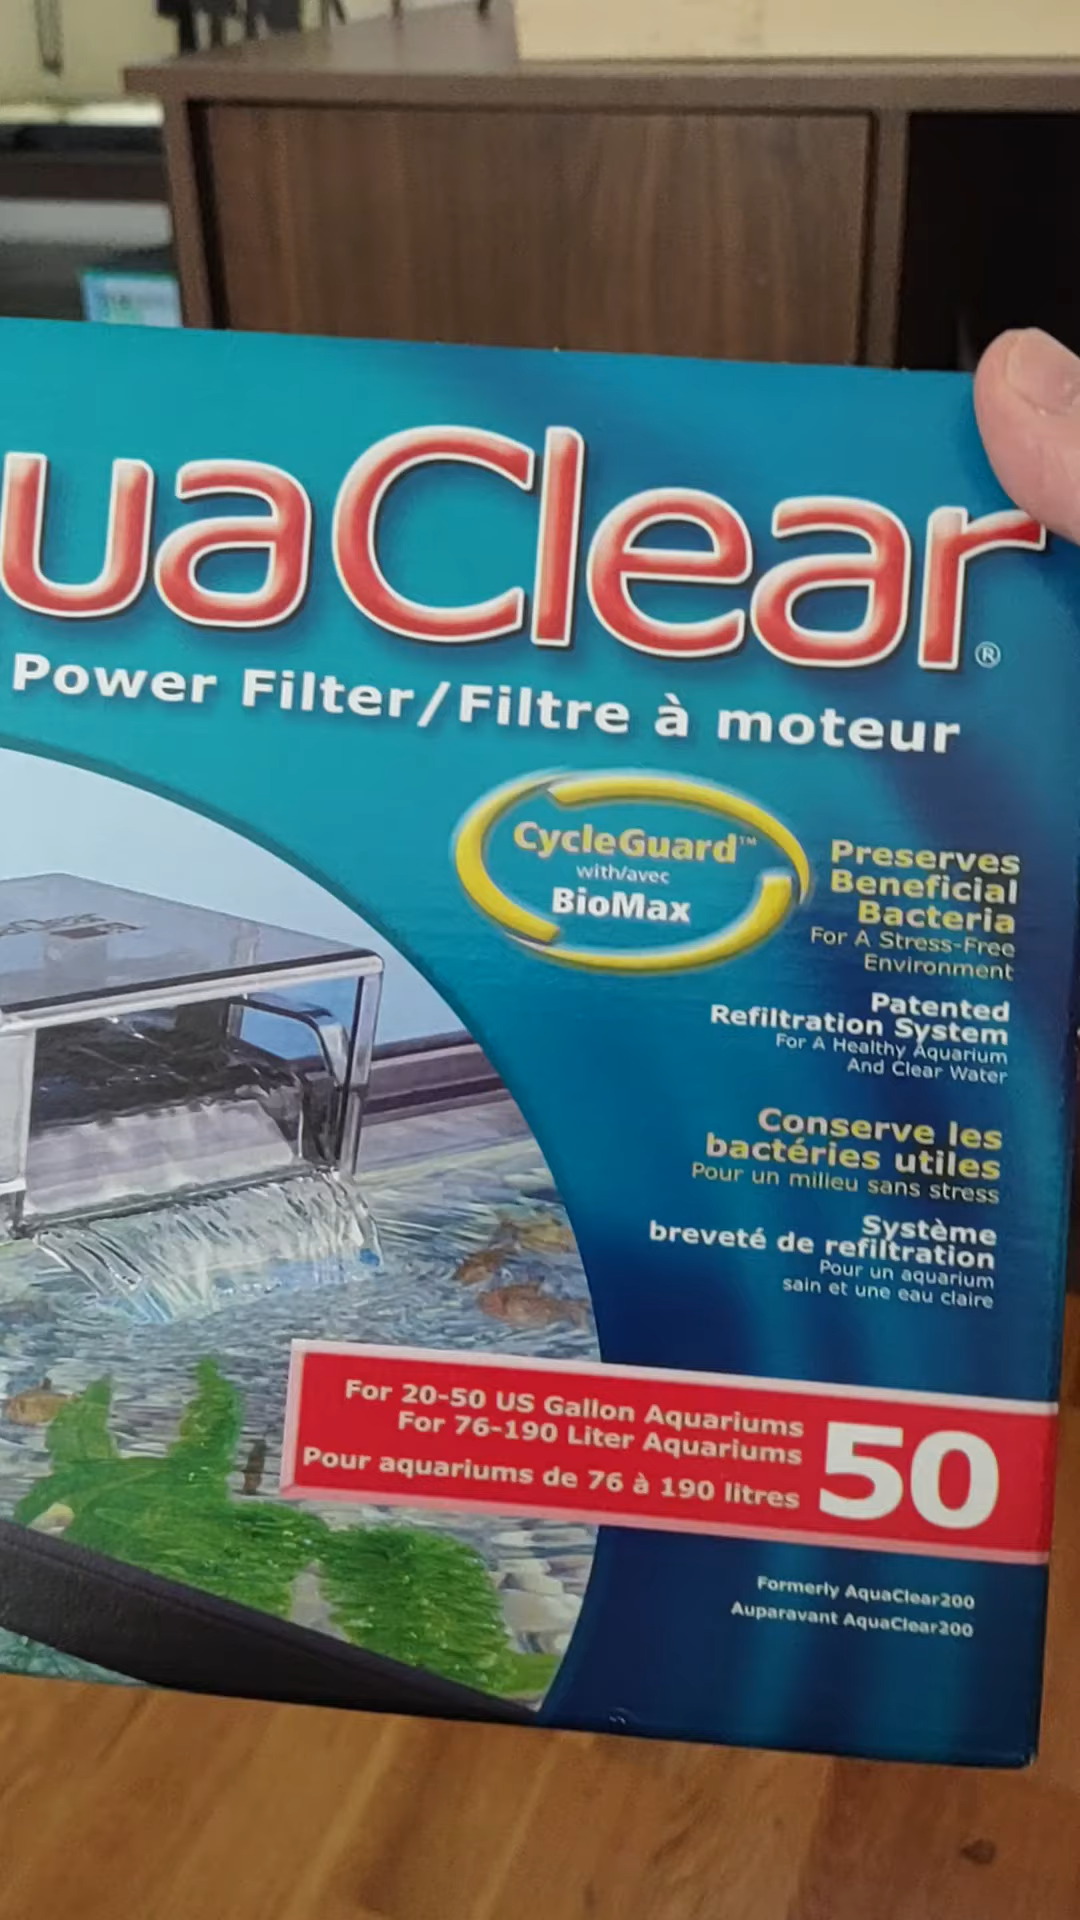 uaClear®
Power Filter/Filtre à moteur
CycleGuard™
with/avec
BioMax
Preserves
Beneficial
Bacteria
For A Stress-Free
Environment
Patented
Refiltration System
For A Healthy Aquarium
And Clear Water
Conserve les
bactéries utiles
Pour un milieu sans stress
Système
breveté de refiltration
Pour un aquarium
sain et une eau claire
For 20-50 US Gallon Aquariums
For 76-190 Liter Aquariums
Pour aquariums de 76 à 190 litres
50
Formerly AquaClear200
Auparavant AquaClear200